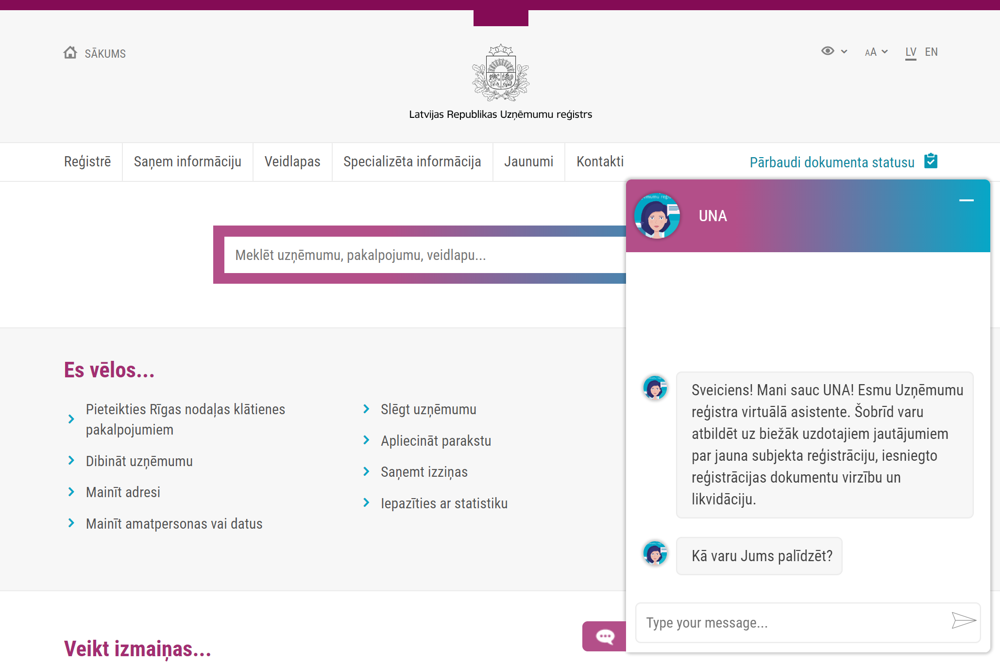 SĀKUMS
AA
LV EN
Latvijas Republikas Uzņēmumu reģistrs
Reģistrē
Saņem informāciju
Veidlapas
Specializēta informācija
Jaunumi
Kontakti
Pārbaudi dokumenta statusu
Meklēt uzņēmumu, pakalpojumu, veidlapu...
Es vēlos...
Pieteikties Rīgas nodaļas klātienes
pakalpojumiem
Dibināt uzņēmumu
Mainīt adresi
Mainīt amatpersonas vai datus
Slēgt uzņēmumu
Apliecināt parakstu
Saņemt izziņas
Iepazīties ar statistiku
Veikt izmaiņas...
UNA
Sveiciens! Mani sauc UNA! Esmu Uzņēmumu
reģistra virtuālā asistente. Šobrīd varu
atbildēt uz biežāk uzdotajiem jautājumiem
par jauna subjekta reģistrāciju, iesniegto
reģistrācijas dokumentu virzību un
likvidāciju.
Kā varu Jums palīdzēt?
Type your message...